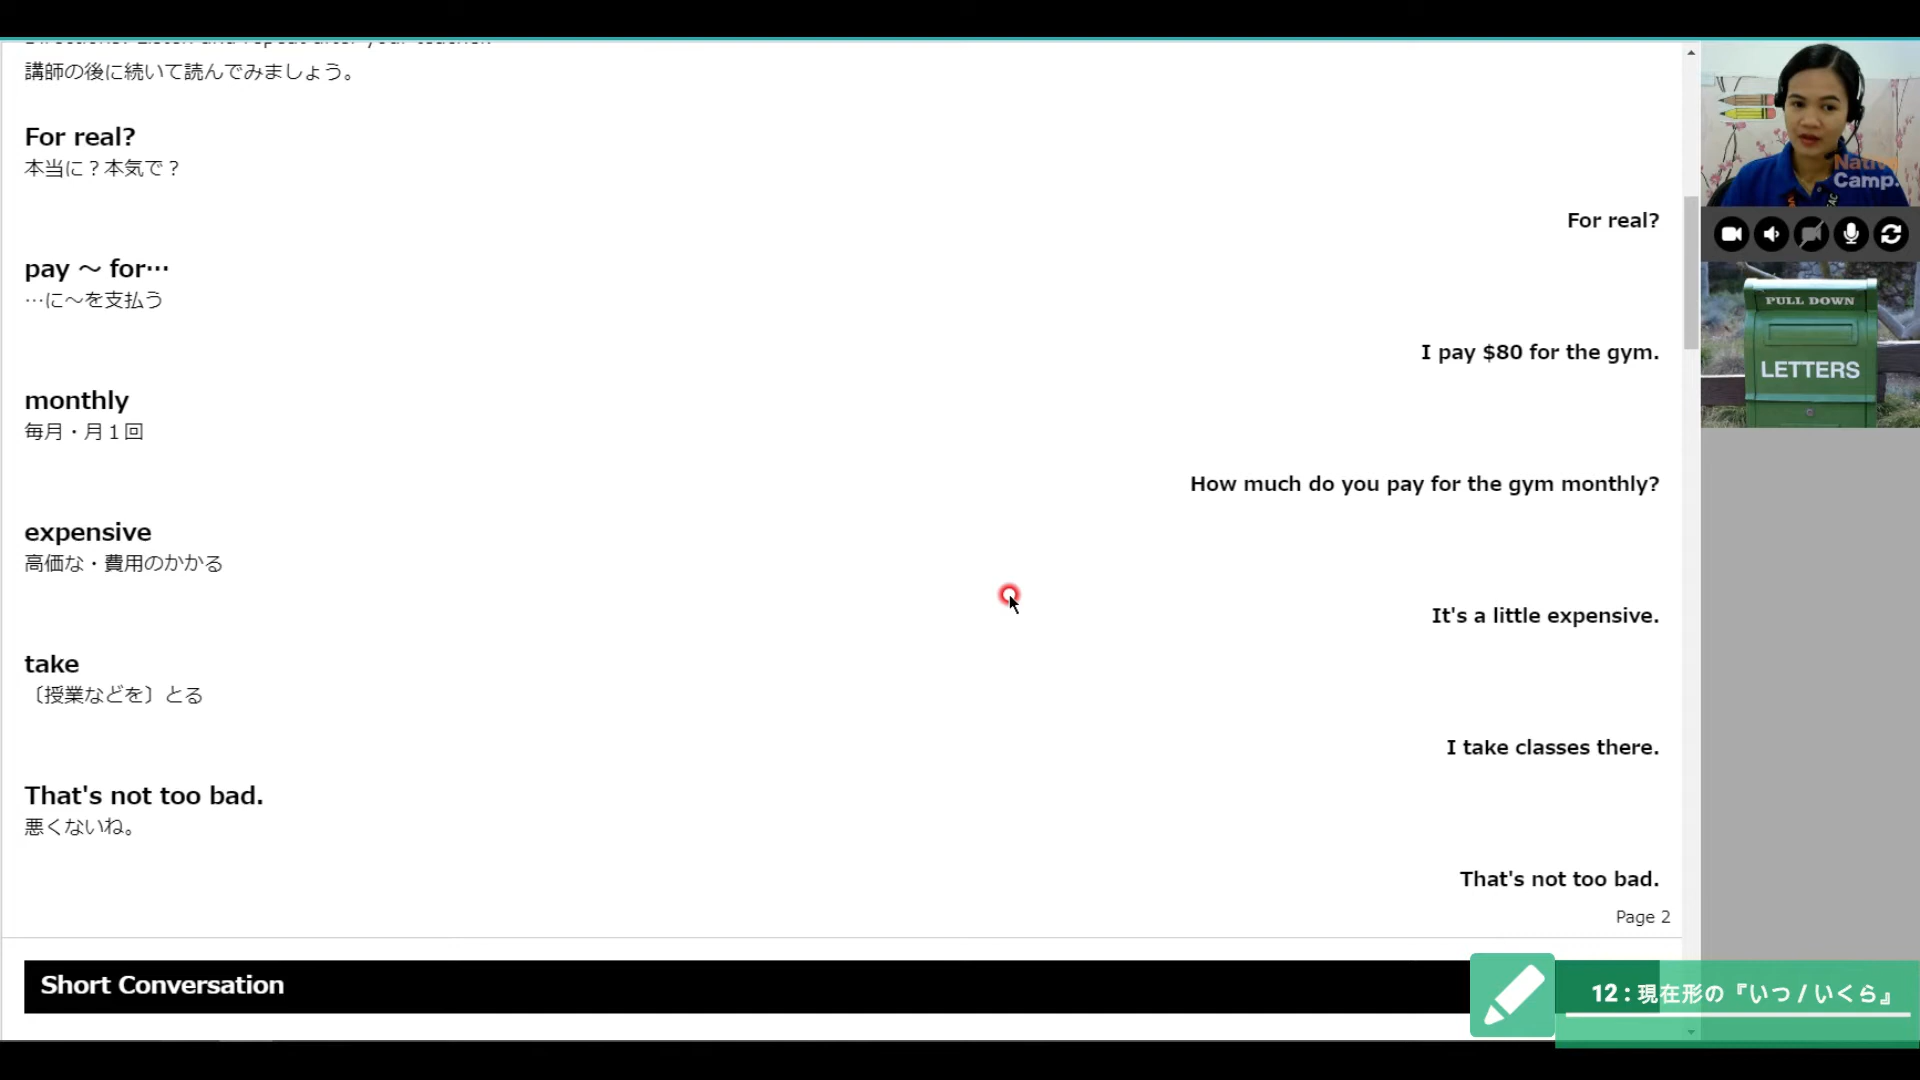 講師の後に続いて読んでみましょう。
For real?
本当に？本気で？
For real?
pay ～ for…
…に～を支払う
I pay $80 for the gym.
monthly
毎月・月１回
How much do you pay for the gym monthly?
expensive
高価な・費用のかかる
It's a little expensive.
take
〔授業などを〕とる
I take classes there.
That's not too bad.
悪くないね。
That's not too bad.
Page 2
Short Conversation
12：現在形の『いつ / いくら』
Native
Camp.
PULL DOWN
LETTERS